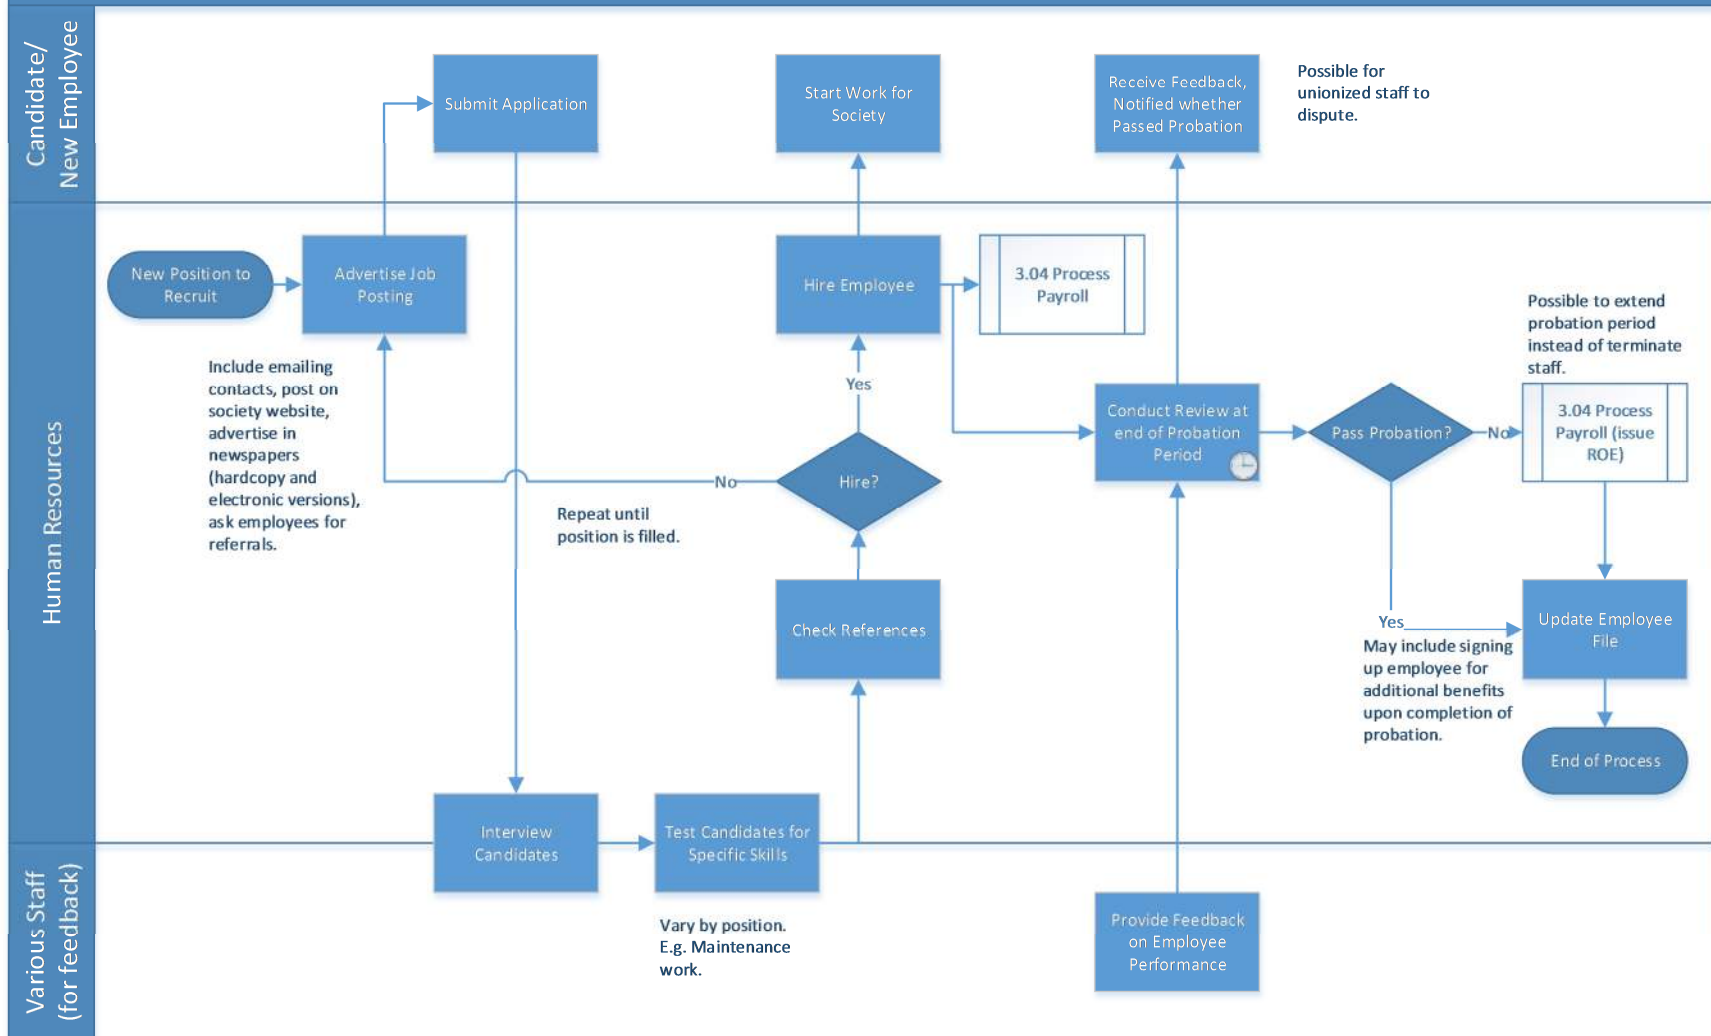 Candidate/
New Employee
Submit Application
Start Work for
Society
Receive Feedback,
Notified whether
Passed Probation
Possible for
unionized staff to
dispute.
Human Resources
New Position to
Recruit
Advertise Job
Posting
Include emailing
contacts, post on
society website,
advertise in
newspapers
(hardcopy and
electronic versions),
ask employees for
referrals.
Repeat until
position is filled.
No
Hire?
Yes
Hire Employee
3.04 Process
Payroll
Check References
Conduct Review at
end of Probation
Period
Pass Probation?
No
Possible to extend
probation period
instead of terminate
staff.
3.04 Process
Payroll (issue
ROE)
Yes
May include signing
up employee for
additional benefits
upon completion of
probation.
Update Employee
File
End of Process
Interview
Candidates
Test Candidates for
Specific Skills
Various Staff
(for feedback)
Vary by position.
E.g. Maintenance
work.
Provide Feedback
on Employee
Performance